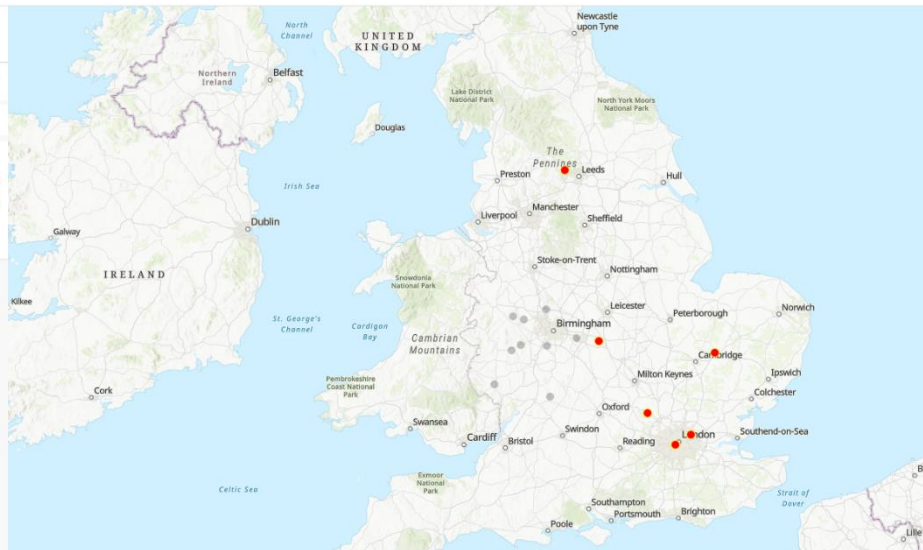 Newcastle
upon Tyne
North
Channel
UNITED
KINGDOM
Northern
Ireland
Belfast
Lake District
National Park
North York Moors
National Park
Douglas
The
Pennines
Leeds
Preston
Hull
Irish Sea
Liverpool
Manchester
Sheffield
Dublin
Galway
Stoke-on-Trent
Nottingham
IRELAND
Snowdonia
National Park
Kilkee
Leicester
Peterborough
Norwich
St. George's
Channel
Cardigan
Bay
Birmingham
Cambrian
Mountains
Cambridge
Milton Keynes
Ipswich
Pembrokeshire
Coast National
Park
Cork
Colchester
Oxford
Swansea
Cardiff
Bristol
Swindon
Reading
London
Southend-on-Sea
Exmoor
National
Park
Celtic Sea
Strait of
Dover
B
Southampton
Portsmouth
Brighton
Poole
Lille